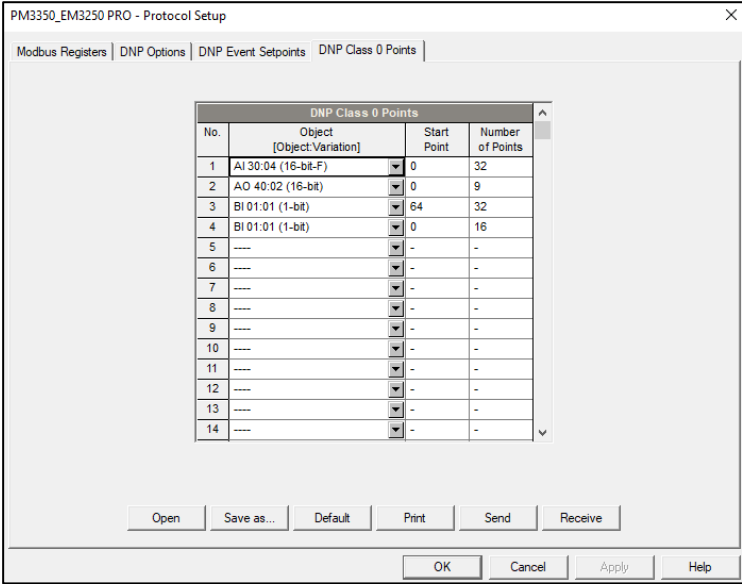 PM3350_EM3250 PRO - Protocol Setup
Modbus Registers DNP Options DNP Event Setpoints DNP Class 0 Points
DNP Class 0 Points
No. Object [Object:Variation] Start Point Number of Points
1 AI 30:04 (16-bit-F) 0 32
2 AO 40:02 (16-bit) 0 9
3 BI 01:01 (1-bit) 64 32
4 BI 01:01 (1-bit) 0 16
5 ---- - -
6 ---- - -
7 ---- - -
8 ---- - -
9 ---- - -
10 ---- - -
11 ---- - -
12 ---- - -
13 ---- - -
14 ---- - -
Open Save as... Default Print Send Receive
OK Cancel Apply Help